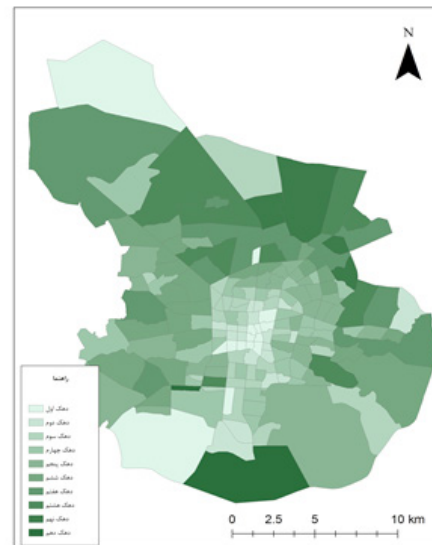 N
راهنما
دهک اول
دهک دوم
دهک سوم
دهک چهارم
دهک پنجم
دهک ششم
دهک هفتم
دهک هشتم
دهک نهم
دهک دهم
0 2.5 5 10 km